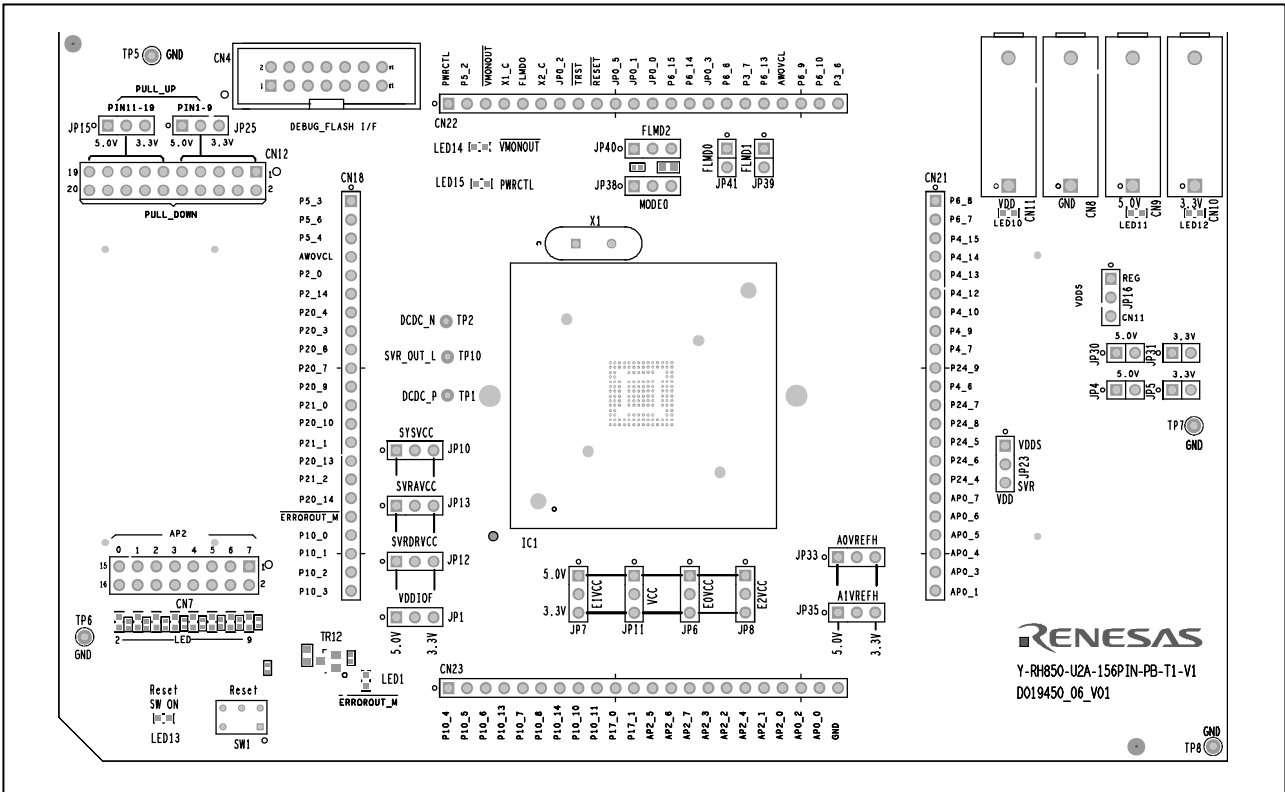 TP5 GND
CN4
2
1
DEBUG_FLASH I/F
PULL_UP
PIN11-19 PIN1-9
JP15 JP25
5.0V 3.3V 5.0V 3.3V
CN12
19 1
20 2
PULL_DOWN
PWRCTL
P5_2
VMONOUT
X1_C
FLMD0
X2_C
JP0_2
TRST
RESET
JP0_5
JP0_1
JP0_0
P6_15
P6_14
JP0_3
P6_6
P3_7
P6_13
AWOVCL
P6_9
P6_10
P3_6
CN22
LED14 VMONOUT
LED15 PWRCTL
FLMD2
JP40
JP38
MODE0
FLMD0
JP41
FLMD1
JP39
X1
VDD
CN11
LED10
GND
CN8
5.0V
CN9
LED11
3.3V
CN10
LED12
CN18
P5_3
P5_6
P5_4
AWOVCL
P2_0
P2_14
P20_4
P20_3
P20_6
P20_7
P20_9
P21_0
P20_10
P21_1
P20_13
P21_2
P20_14
ERROROUT_M
P10_0
P10_1
P10_2
P10_3
DCDC_N TP2
SVR_OUT_L TP10
DCDC_P TP1
SYSVCC
JP10
SVRAVCC
JP13
SVRDRVCC
JP12
VDDIOF
JP1
5.0V 3.3V
IC1
CN21
P6_8
P6_7
P4_15
P4_14
P4_13
P4_12
P4_10
P4_9
P4_7
P24_9
P4_6
P24_7
P24_8
P24_5
P24_6
P24_4
AP0_7
AP0_6
AP0_5
AP0_4
AP0_3
AP0_1
VDDS
REG
JP16
CN11
5.0V 3.3V
JP30 JP31
5.0V 3.3V
JP4 JP5
TP7
GND
VDDS
JP23
SVR
VDD
AP2
0 1 2 3 4 5 6 7
15 1
16 2
CN7
2 LED 9
TP6
GND
TR12
LED1
ERROROUT_M
Reset
SW ON
LED13
Reset
SW1
5.0V
3.3V
E1VCC
JP7
VCC
JP11
E0VCC
JP6
E2VCC
JP8
A0VREFH
JP33
A1VREFH
JP35
5.0V 3.3V
CN23
P10_4
P10_5
P10_6
P10_13
P10_7
P10_8
P10_14
P10_10
P10_11
P17_0
P17_1
AP2_5
AP2_6
AP2_7
AP2_3
AP2_2
AP2_4
AP2_1
AP2_0
AP0_2
AP0_0
GND
RENESAS
Y-RH850-U2A-156PIN-PB-T1-V1
D019450_06_V01
GND
TP8